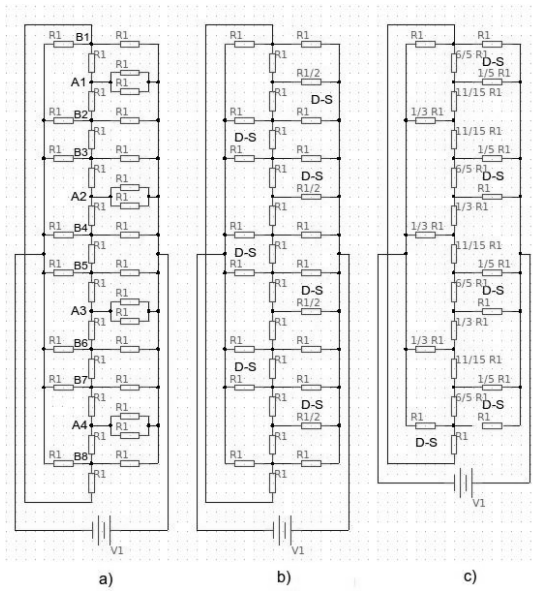 R1 B1 R1
R1
R1
A1 R1
R1
R1 B2 R1
R1
R1 B3 R1
R1
R1
A2 R1
R1
R1 B4 R1
R1
R1 B5 R1
R1
R1
A3 R1
R1
R1 B6 R1
R1
R1 B7 R1
R1
R1
A4 R1
R1
R1 B8 R1
R1
V1
a)
R1 R1
R1
R1/2
R1 D-S
R1 R1
D-S R1
R1 R1
R1 D-S
R1/2
R1
R1 R1
D-S R1
R1 R1
R1 D-S
R1/2
R1
R1 R1
D-S R1
R1 R1
R1 D-S
R1/2
R1
R1 R1
R1
V1
b)
R1 R1
6/5 R1 D-S
1/5 R1
11/15 R1
1/3 R1
11/15 R1
1/5 R1
6/5 R1 D-S
R1
1/3 R1
1/3 R1
11/15 R1
1/5 R1
6/5 R1 D-S
R1
1/3 R1
1/3 R1
11/15 R1
1/5 R1
6/5 R1 D-S
R1 R1
D-S R1
V1
c)